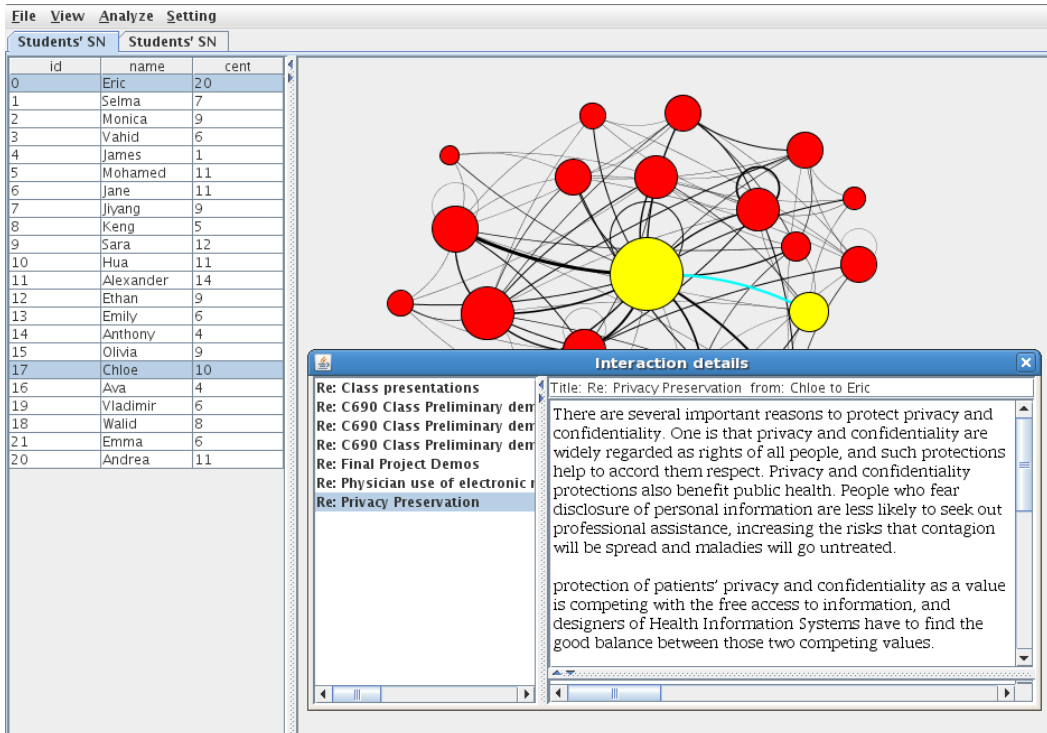 File View Analyze Setting
Students' SN Students' SN
id name cent
0 Eric 20
1 Selma 7
2 Monica 9
3 Vahid 6
4 James 1
5 Mohamed 11
6 Jane 11
7 Jiyang 9
8 Keng 5
9 Sara 12
10 Hua 11
11 Alexander 14
12 Ethan 9
13 Emily 6
14 Anthony 4
15 Olivia 9
17 Chloe 10
16 Ava 4
19 Vladimir 6
18 Walid 8
21 Emma 6
20 Andrea 11
Interaction details
Re: Class presentations
Re: C690 Class Preliminary dem
Re: C690 Class Preliminary dem
Re: C690 Class Preliminary dem
Re: Final Project Demos
Re: Physician use of electronic r
Re: Privacy Preservation
Title: Re: Privacy Preservation from: Chloe to Eric
There are several important reasons to protect privacy and
confidentiality. One is that privacy and confidentiality are
widely regarded as rights of all people, and such protections
help to accord them respect. Privacy and confidentiality
protections also benefit public health. People who fear
disclosure of personal information are less likely to seek out
professional assistance, increasing the risks that contagion
will be spread and maladies will go untreated.
protection of patients' privacy and confidentiality as a value
is competing with the free access to information, and
designers of Health Information Systems have to find the
good balance between those two competing values.